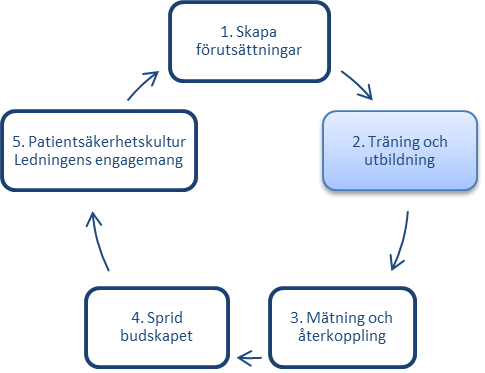 1. Skapa
förutsättningar
2. Träning och
utbildning
3. Mätning och
återkoppling
4. Sprid
budskapet
5. Patientsäkerhetskultur
Ledningens engagemang